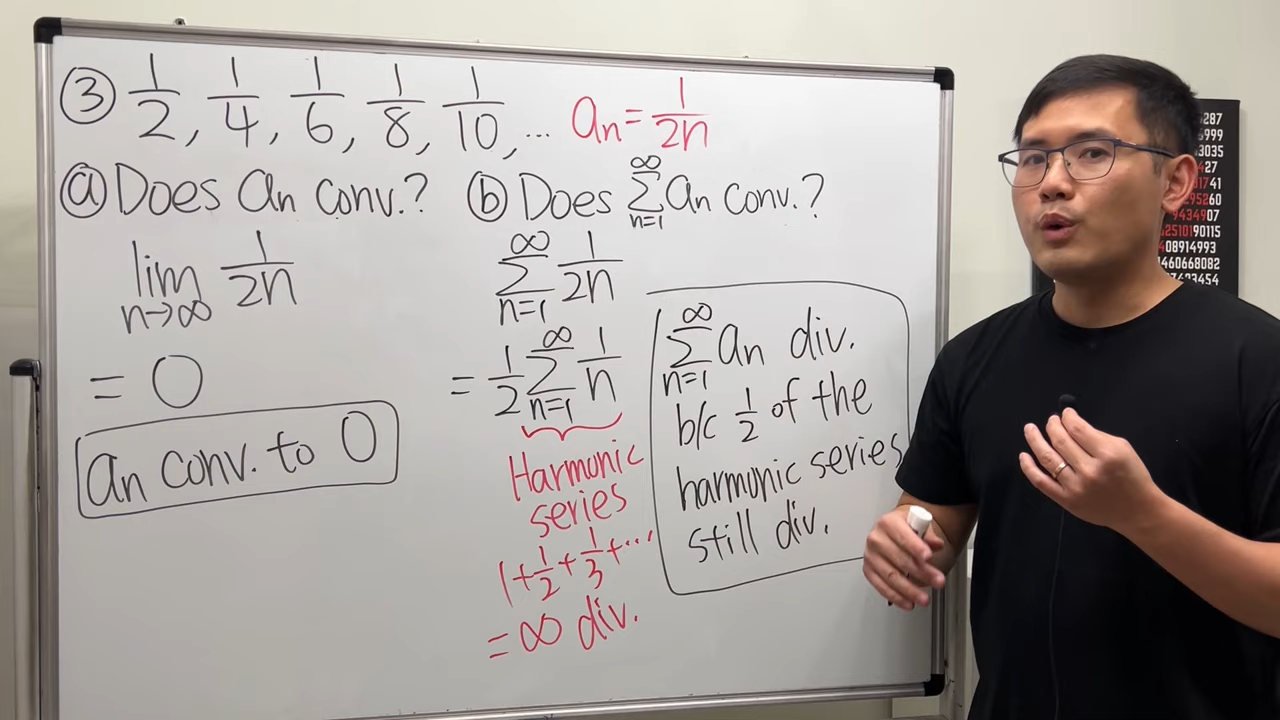 ③ 1/2, 1/4, 1/6, 1/8, 1/10, ... an = 1/2n
ⓐ Does an conv.?
lim n→∞ 1/2n
= 0
an conv. to 0
ⓑ Does ∞ Σ n=1 an conv.?
∞ Σ n=1 1/2n
= 1/2 ∞ Σ n=1 1/n
Harmonic
series
1+1/2+1/3+...
= ∞ div.
∞ Σ n=1 an div.
b/c 1/2 of the
harmonic series
still div.